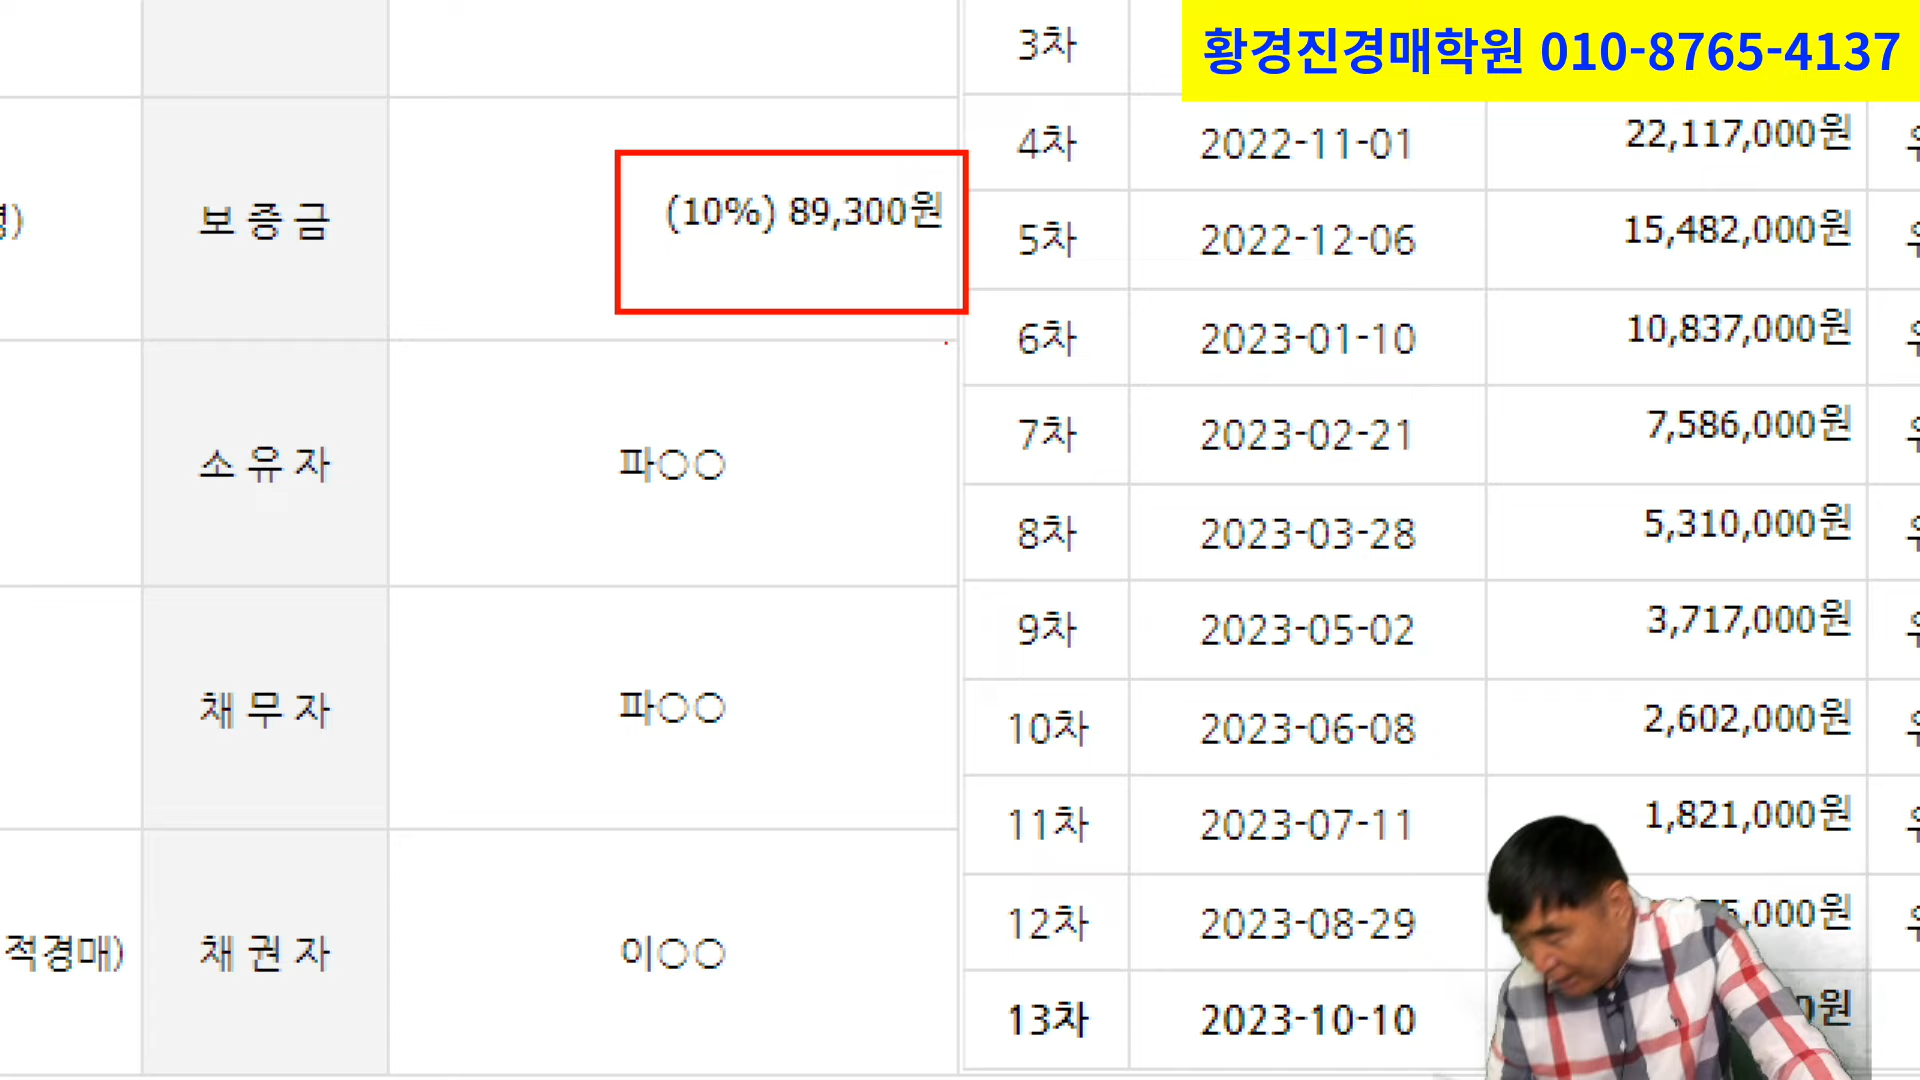 황경진경매학원 010-8765-4137
보 증 금
(10%) 89,300원
소 유 자
파○○
채 무 자
파○○
적경매)
채 권 자
이○○
3차
4차 2022-11-01 22,117,000원
5차 2022-12-06 15,482,000원
6차 2023-01-10 10,837,000원
7차 2023-02-21 7,586,000원
8차 2023-03-28 5,310,000원
9차 2023-05-02 3,717,000원
10차 2023-06-08 2,602,000원
11차 2023-07-11 1,821,000원
12차 2023-08-29
13차 2023-10-10